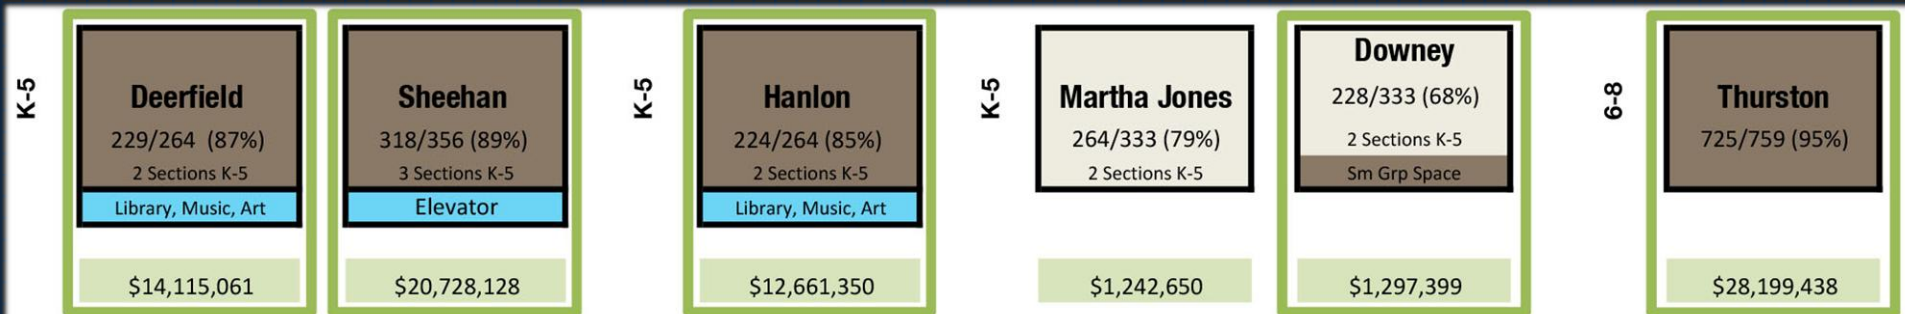 K-5
Deerfield
229/264 (87%)
2 Sections K-5
Library, Music, Art
$14,115,061
Sheehan
318/356 (89%)
3 Sections K-5
Elevator
$20,728,128
K-5
Hanlon
224/264 (85%)
2 Sections K-5
Library, Music, Art
$12,661,350
K-5
Martha Jones
264/333 (79%)
2 Sections K-5
$1,242,650
Downey
228/333 (68%)
2 Sections K-5
Sm Grp Space
$1,297,399
6-8
Thurston
725/759 (95%)
$28,199,438